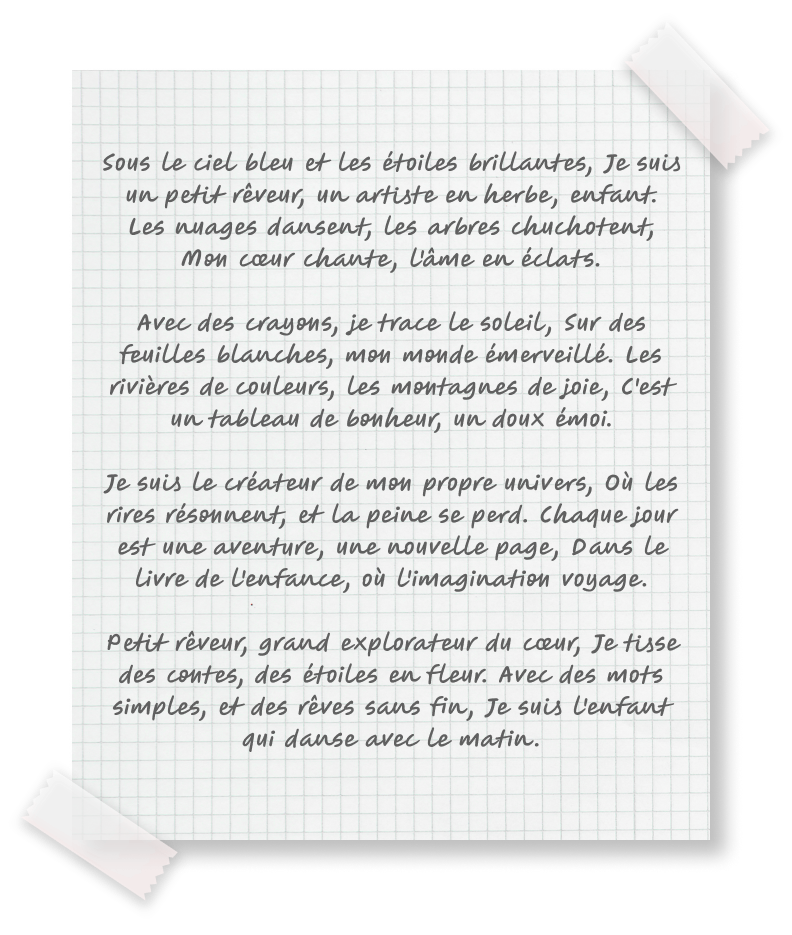 Sous le ciel bleu et les étoiles brillantes, Je suis
un petit rêveur, un artiste en herbe, enfant.
Les nuages dansent, les arbres chuchotent,
Mon cœur chante, l'âme en éclats.

Avec des crayons, je trace le soleil, Sur des
feuilles blanches, mon monde émerveillé. Les
rivières de couleurs, les montagnes de joie, C'est
un tableau de bonheur, un doux émoi.

Je suis le créateur de mon propre univers, Où les
rires résonnent, et la peine se perd. Chaque jour
est une aventure, une nouvelle page, Dans le
livre de l'enfance, où l'imagination voyage.

Petit rêveur, grand explorateur du cœur, Je tisse
des contes, des étoiles en fleur. Avec des mots
simples, et des rêves sans fin, Je suis l'enfant
qui danse avec le matin.